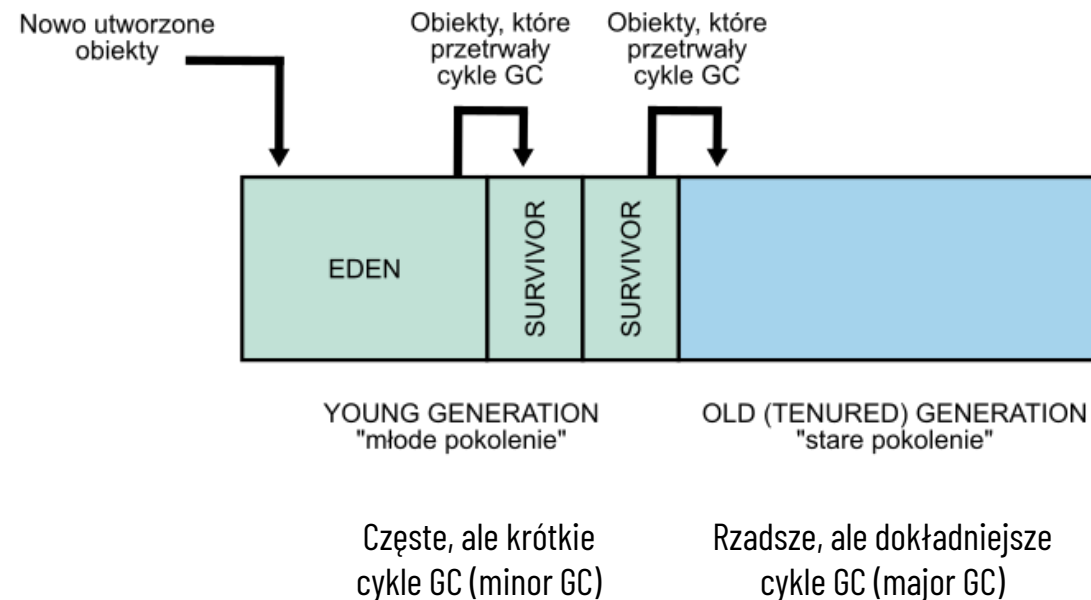 Nowo utworzone
obiekty
Obiekty, które
przetrwały
cykle GC
Obiekty, które
przetrwały
cykle GC
EDEN
SURVIVOR
SURVIVOR
YOUNG GENERATION
"młode pokolenie"
OLD (TENURED) GENERATION
"stare pokolenie"
Częste, ale krótkie
cykle GC (minor GC)
Rzadsze, ale dokładniejsze
cykle GC (major GC)